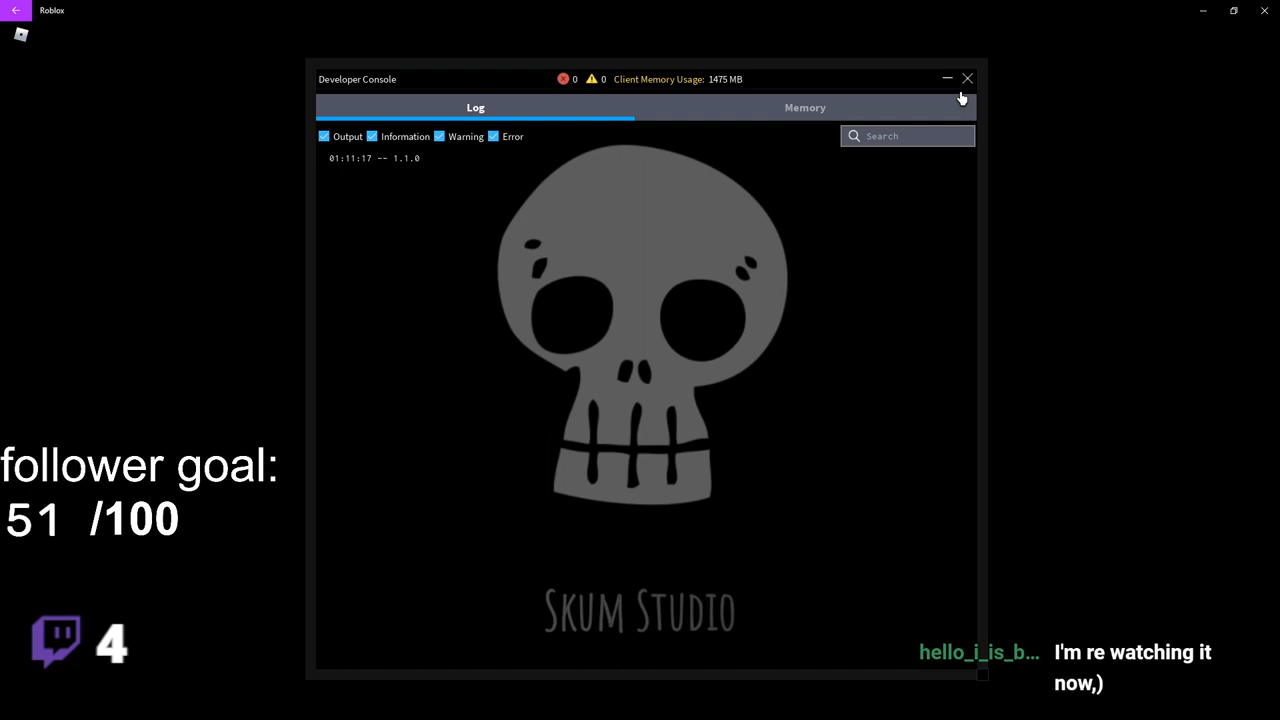 Roblox
Developer Console
0
0
Client Memory Usage: 1475 MB
Log
Memory
Output
Information
Warning
Error
Search
01:11:17 -- 1.1.0
SKUM STUDIO
follower goal:
51 /100
4
hello_i_is_b... I'm re watching it
now,)